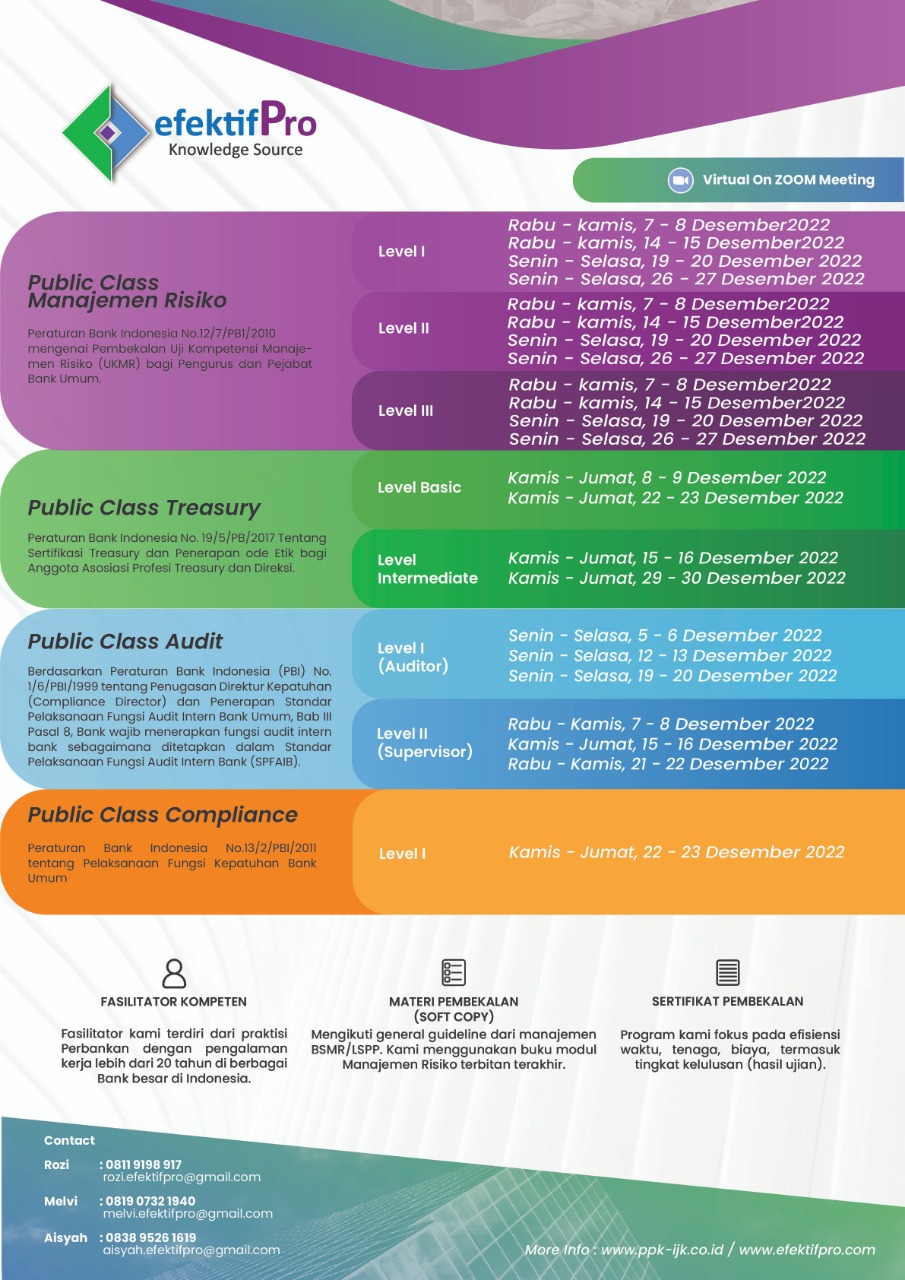 efektifPro
Knowledge Source
Virtual On ZOOM Meeting
Public Class
Manajemen Risiko
Peraturan Bank Indonesia No.12/7/PBI/2010
mengenai Pembekalan Uji Kompetensi Manaje-
men Risiko (UKMR) bagi Pengurus dan Pejabat
Bank Umum.
Level I
Rabu - kamis, 7 - 8 Desember2022
Rabu - kamis, 14 - 15 Desember2022
Senin - Selasa, 19 - 20 Desember 2022
Senin - Selasa, 26 - 27 Desember 2022
Level II
Rabu - kamis, 7 - 8 Desember2022
Rabu - kamis, 14 - 15 Desember2022
Senin - Selasa, 19 - 20 Desember 2022
Senin - Selasa, 26 - 27 Desember 2022
Level III
Rabu - kamis, 7 - 8 Desember2022
Rabu - kamis, 14 - 15 Desember2022
Senin - Selasa, 19 - 20 Desember 2022
Senin - Selasa, 26 - 27 Desember 2022
Public Class Treasury
Peraturan Bank Indonesia No. 19/5/PB/2017 Tentang
Sertifikasi Treasury dan Penerapan ode Etik bagi
Anggota Asosiasi Profesi Treasury dan Direksi.
Level Basic
Kamis - Jumat, 8 - 9 Desember 2022
Kamis - Jumat, 22 - 23 Desember 2022
Level
Intermediate
Kamis - Jumat, 15 - 16 Desember 2022
Kamis - Jumat, 29 - 30 Desember 2022
Public Class Audit
Berdasarkan Peraturan Bank Indonesia (PBI) No.
1/6/PBI/1999 tentang Penugasan Direktur Kepatuhan
(Compliance Director) dan Penerapan Standar
Pelaksanaan Fungsi Audit Intern Bank Umum, Bab III
Pasal 8, Bank wajib menerapkan fungsi audit intern
bank sebagaimana ditetapkan dalam Standar
Pelaksanaan Fungsi Audit Intern Bank (SPFAIB).
Level I
(Auditor)
Senin - Selasa, 5 - 6 Desember 2022
Senin - Selasa, 12 - 13 Desember 2022
Senin - Selasa, 19 - 20 Desember 2022
Level II
(Supervisor)
Rabu - Kamis, 7 - 8 Desember 2022
Kamis - Jumat, 15 - 16 Desember 2022
Rabu - Kamis, 21 - 22 Desember 2022
Public Class Compliance
Peraturan Bank Indonesia No.13/2/PBI/2011
tentang Pelaksanaan Fungsi Kepatuhan Bank
Umum
Level I
Kamis - Jumat, 22 - 23 Desember 2022
FASILITATOR KOMPETEN
Fasilitator kami terdiri dari praktisi
Perbankan dengan pengalaman
kerja lebih dari 20 tahun di berbagai
Bank besar di Indonesia.
MATERI PEMBEKALAN
(SOFT COPY)
Mengikuti general guideline dari manajemen
BSMR/LSPP. Kami menggunakan buku modul
Manajemen Risiko terbitan terakhir.
SERTIFIKAT PEMBEKALAN
Program kami fokus pada efisiensi
waktu, tenaga, biaya, termasuk
tingkat kelulusan (hasil ujian).
Contact
Rozi : 0811 9198 917
rozi.efektifpro@gmail.com
Melvi : 0819 0732 1940
melvi.efektifpro@gmail.com
Aisyah : 0838 9526 1619
aisyah.efektifpro@gmail.com
More Info : www.ppk-ijk.co.id / www.efektifpro.com